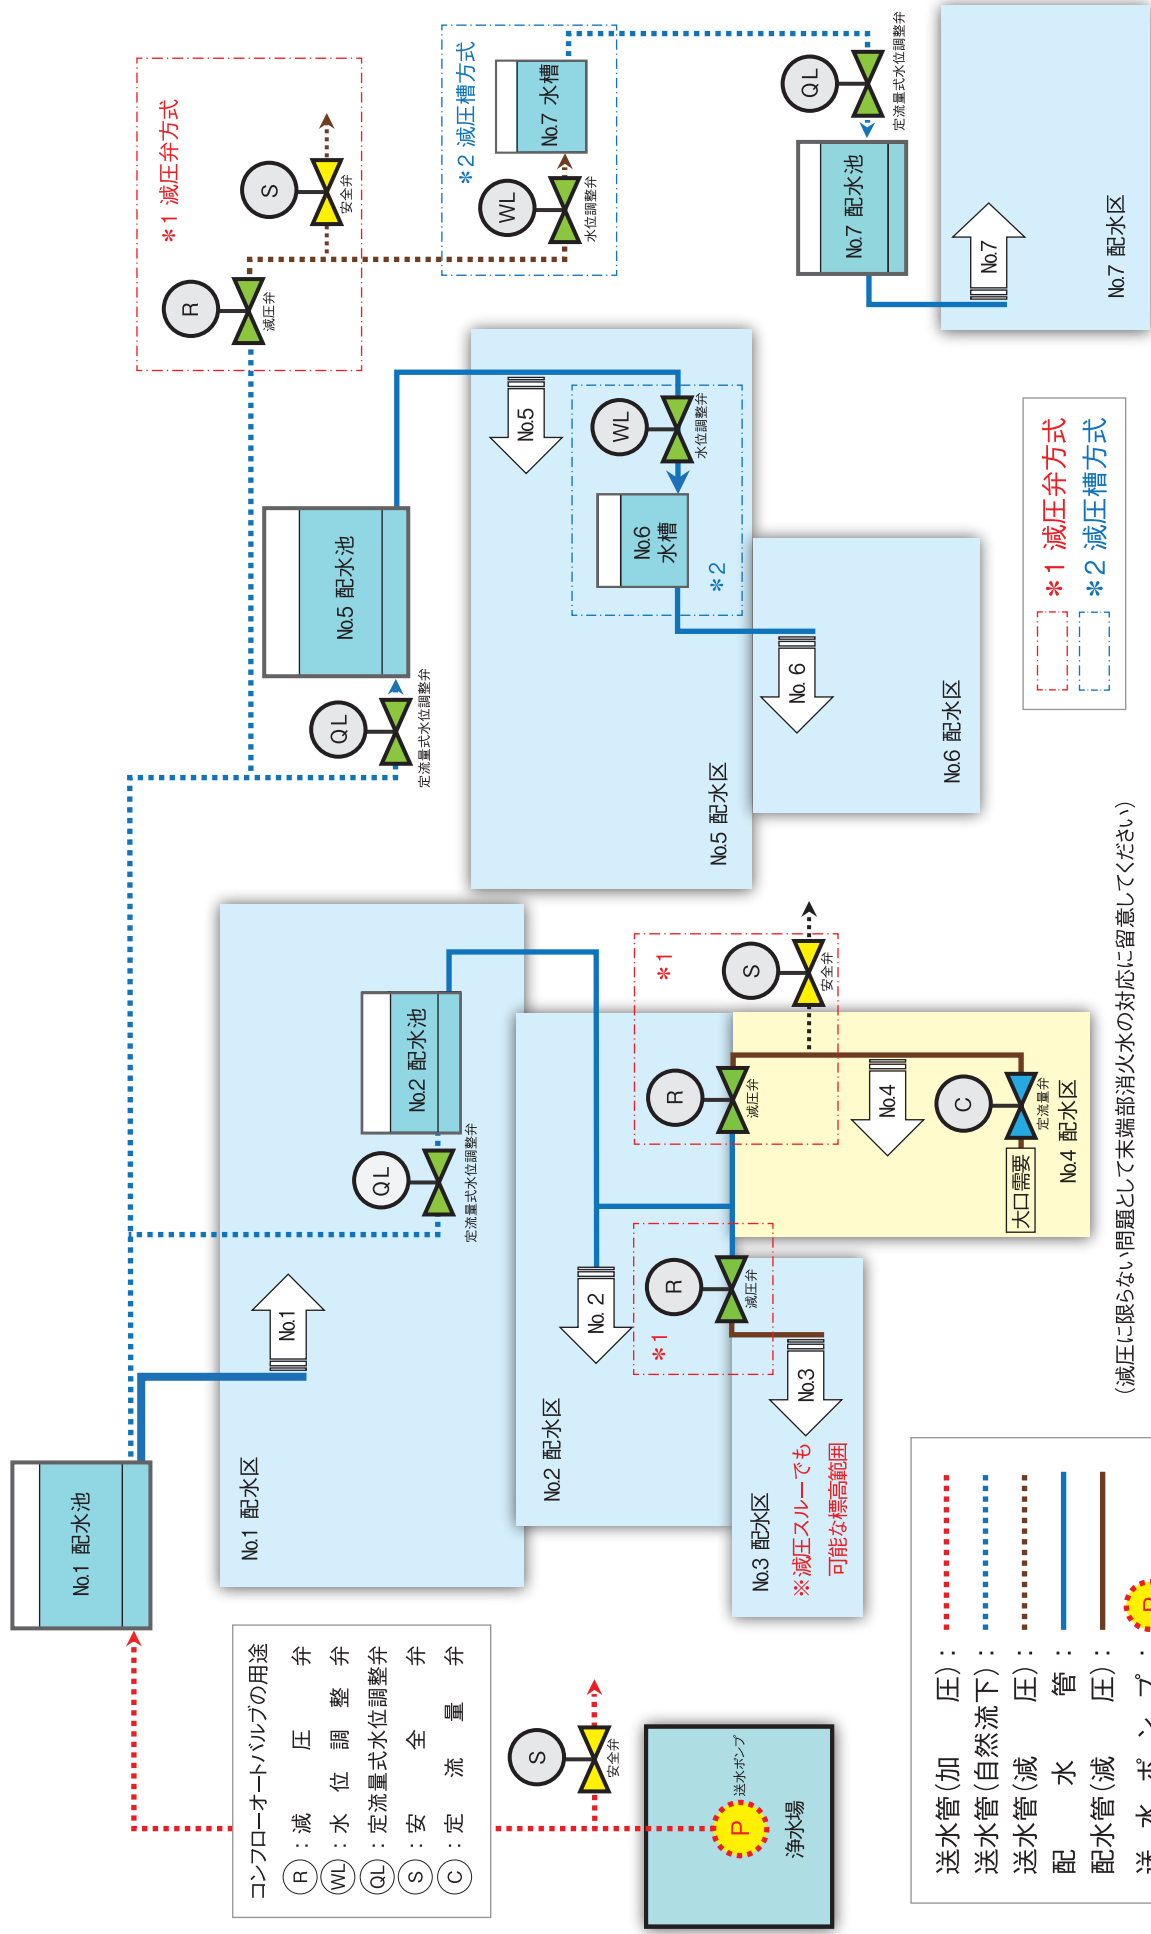 No.1 配水池
No.1
No.1 配水区
QL
定流量式水位調整弁
No.2 配水池
No. 2
No.2 配水区
R
減圧弁
＊1
No.3
No.3 配水区
※減圧スルーでも
可能な標高範囲
R
減圧弁
＊1
S
安全弁
No.4
C
定流量弁
大口需要
No.4 配水区
QL
定流量式水位調整弁
No.5 配水池
No.5
No.5 配水区
WL
水位調整弁
No.6
水槽
＊2
No. 6
No.6 配水区
＊1 減圧弁方式
R
減圧弁
S
安全弁
＊2 減圧槽方式
WL
水位調整弁
No.7 水槽
QL
定流量式水位調整弁
No.7 配水池
No.7
No.7 配水区
コンフローオートバルブの用途
R：減圧弁
WL：水位調整弁
QL：定流量式水位調整弁
S：安全弁
C：定流量弁
S
安全弁
P
送水ポンプ
浄水場
＊1 減圧弁方式
＊2 減圧槽方式
(減圧に限らない問題として末端部消火水の対応に留意してください)
送水管(加圧)：
送水管(自然流下)：
送水管(減圧)：
配水管：
配水管(減圧)：
送水ポンプ：P